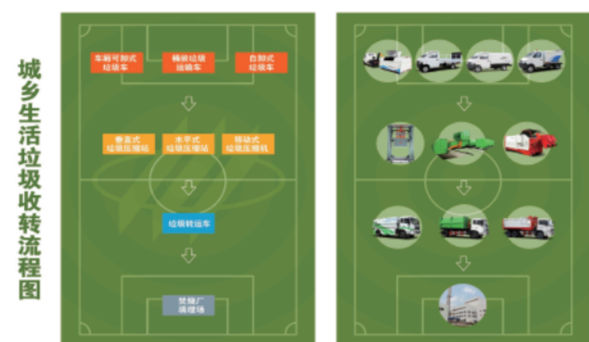 城乡生活垃圾收转流程图
车厢可卸式
垃圾车
桶装垃圾
运输车
自卸式
垃圾车
垂直式
垃圾压缩站
水平式
垃圾压缩站
移动式
垃圾压缩机
垃圾转运车
焚烧厂
填埋场